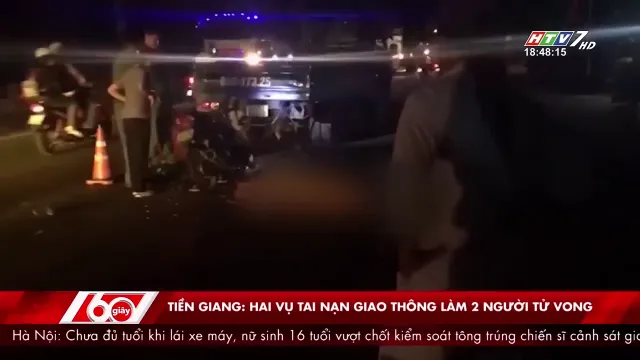 HTV7 HD
18:48:15
60 giây
TIỀN GIANG: HAI VỤ TAI NẠN GIAO THÔNG LÀM 2 NGƯỜI TỬ VONG
Hà Nội: Chưa đủ tuổi khi lái xe máy, nữ sinh 16 tuổi vượt chốt kiểm soát tông trúng chiến sĩ cảnh sát gia